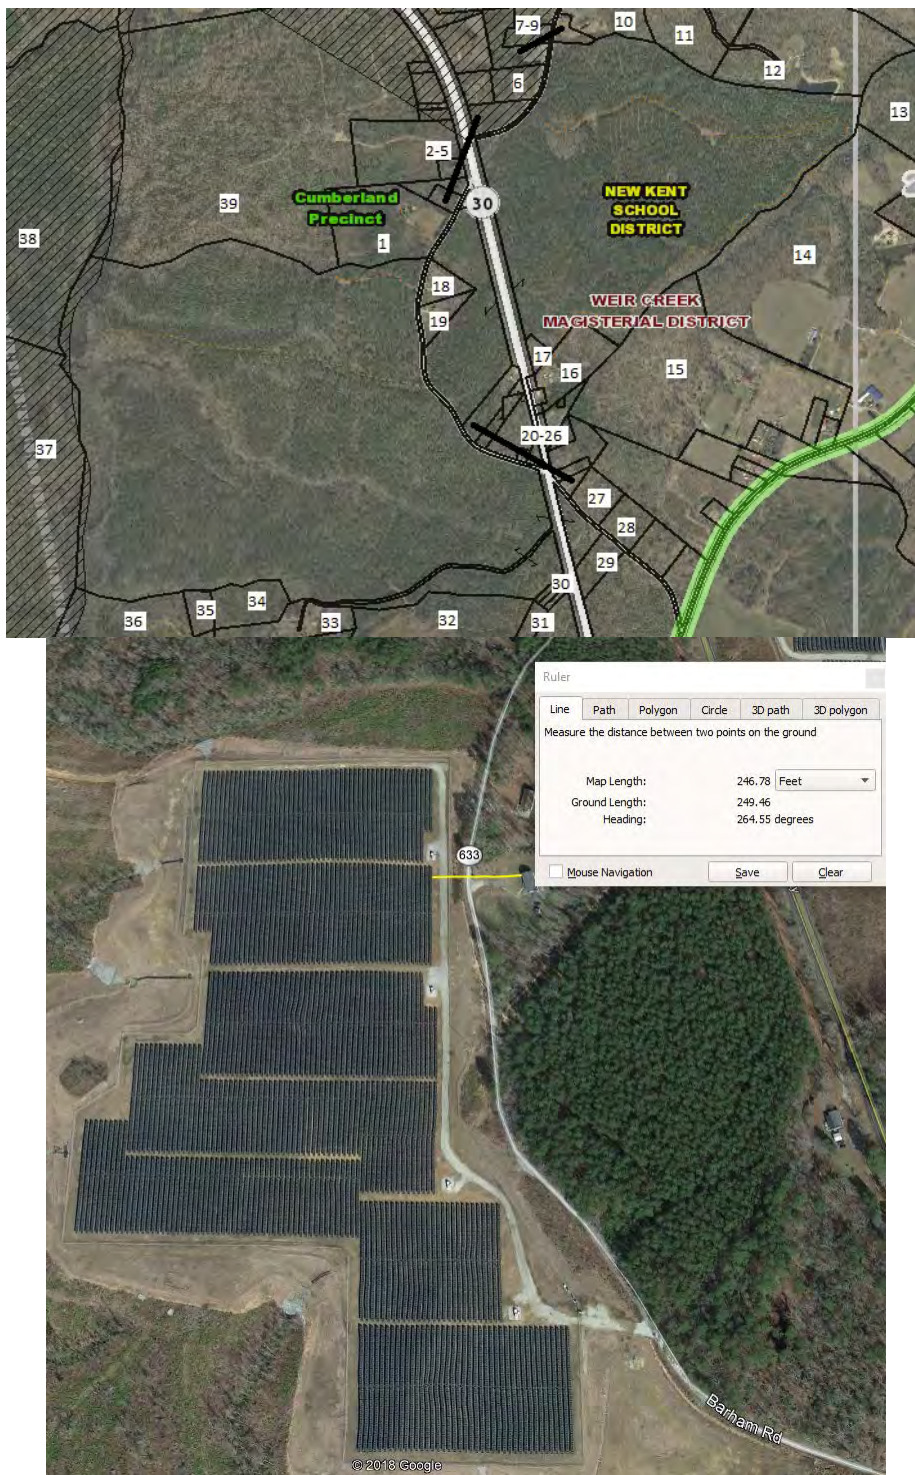 7-9
10
11
12
6
13
2-5
30
NEW KENT
SCHOOL
DISTRICT
Cumberland
Precinct
39
38
1
14
18
WEIR CREEK
MAGISTERIAL DISTRICT
19
17
16
15
20-26
37
27
28
29
30
34
35
36
33
32
31
Ruler
Line
Path
Polygon
Circle
3D path
3D polygon
Measure the distance between two points on the ground
Map Length: 246.78 Feet
Ground Length: 249.46
Heading: 264.55 degrees
Mouse Navigation
Save
Clear
633
Barham Rd
© 2018 Google